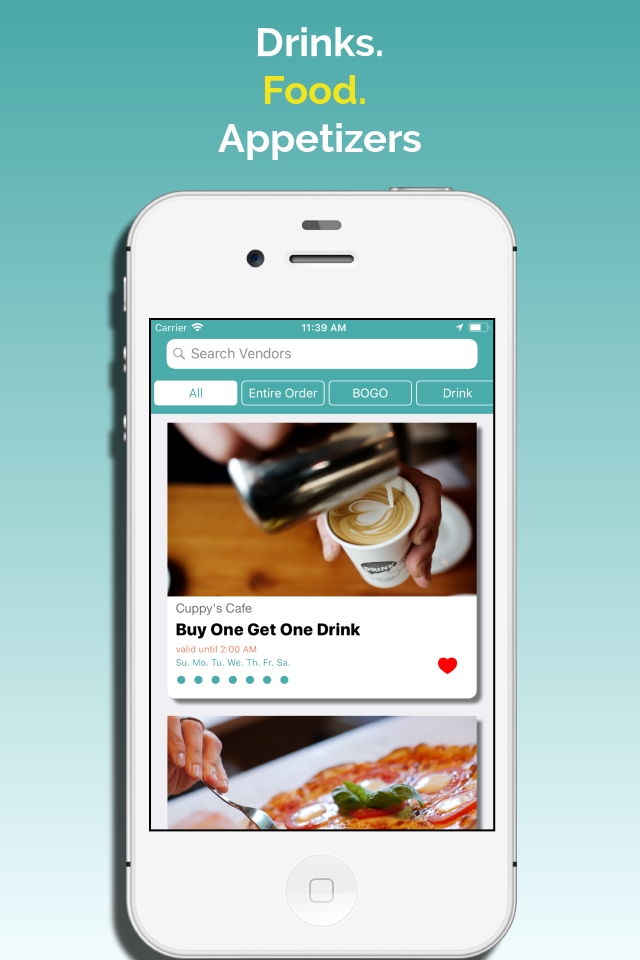 Drinks.
Food.
Appetizers
Carrier 11:39 AM
Search Vendors
All Entire Order BOGO Drink
DRINK
Cuppy's Cafe
Buy One Get One Drink
valid until 2:00 AM
Su. Mo. Tu. We. Th. Fr. Sa.